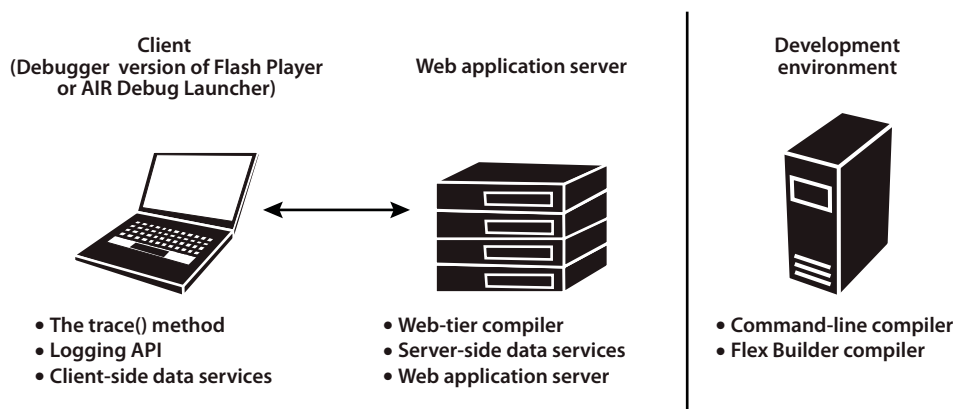 Client
(Debugger version of Flash Player
or AIR Debug Launcher)
• The trace() method
• Logging API
• Client-side data services
Web application server
• Web-tier compiler
• Server-side data services
• Web application server
Development
environment
• Command-line compiler
• Flex Builder compiler